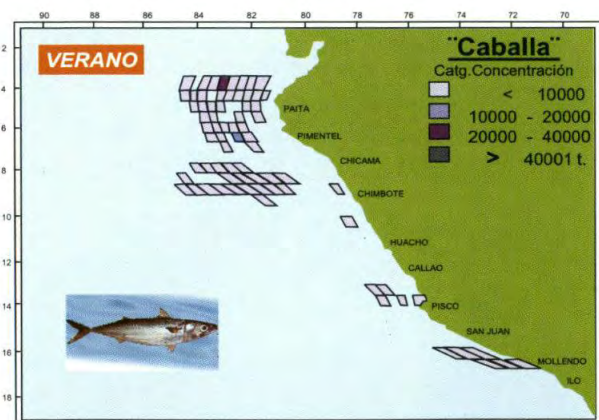 90 85 84 82 80 78 76 74 72 70 68
VERANO
¨Caballa¨
Catg.Concentración
< 10000
10000 - 20000
20000 - 40000
> 40001 t.
2
4
6
8
10
12
14
16
18
PAITA
PIMENTEL
CHICAMA
CHIMBOTE
HUACHO
CALLAO
PISCO
SAN JUAN
MOLLENDO
ILO